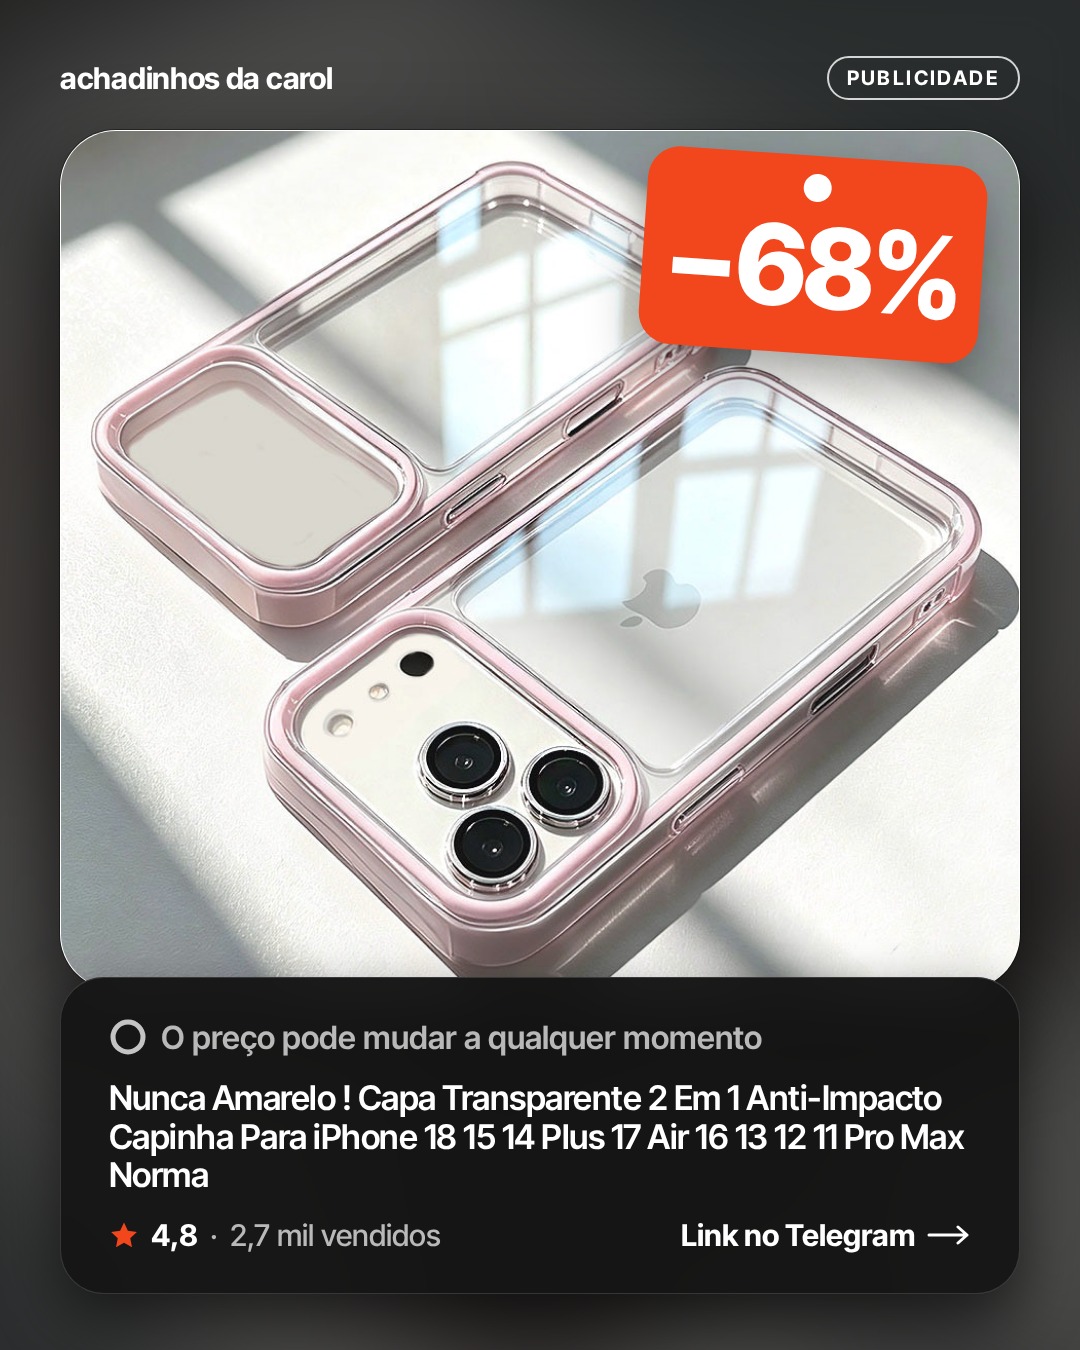 achadinhos da carol
PUBLICIDADE
–68%
O preço pode mudar a qualquer momento
Nunca Amarelo ! Capa Transparente 2 Em 1 Anti-Impacto
Capinha Para iPhone 18 15 14 Plus 17 Air 16 13 12 11 Pro Max
Norma
4,8 · 2,7 mil vendidos
Link no Telegram →